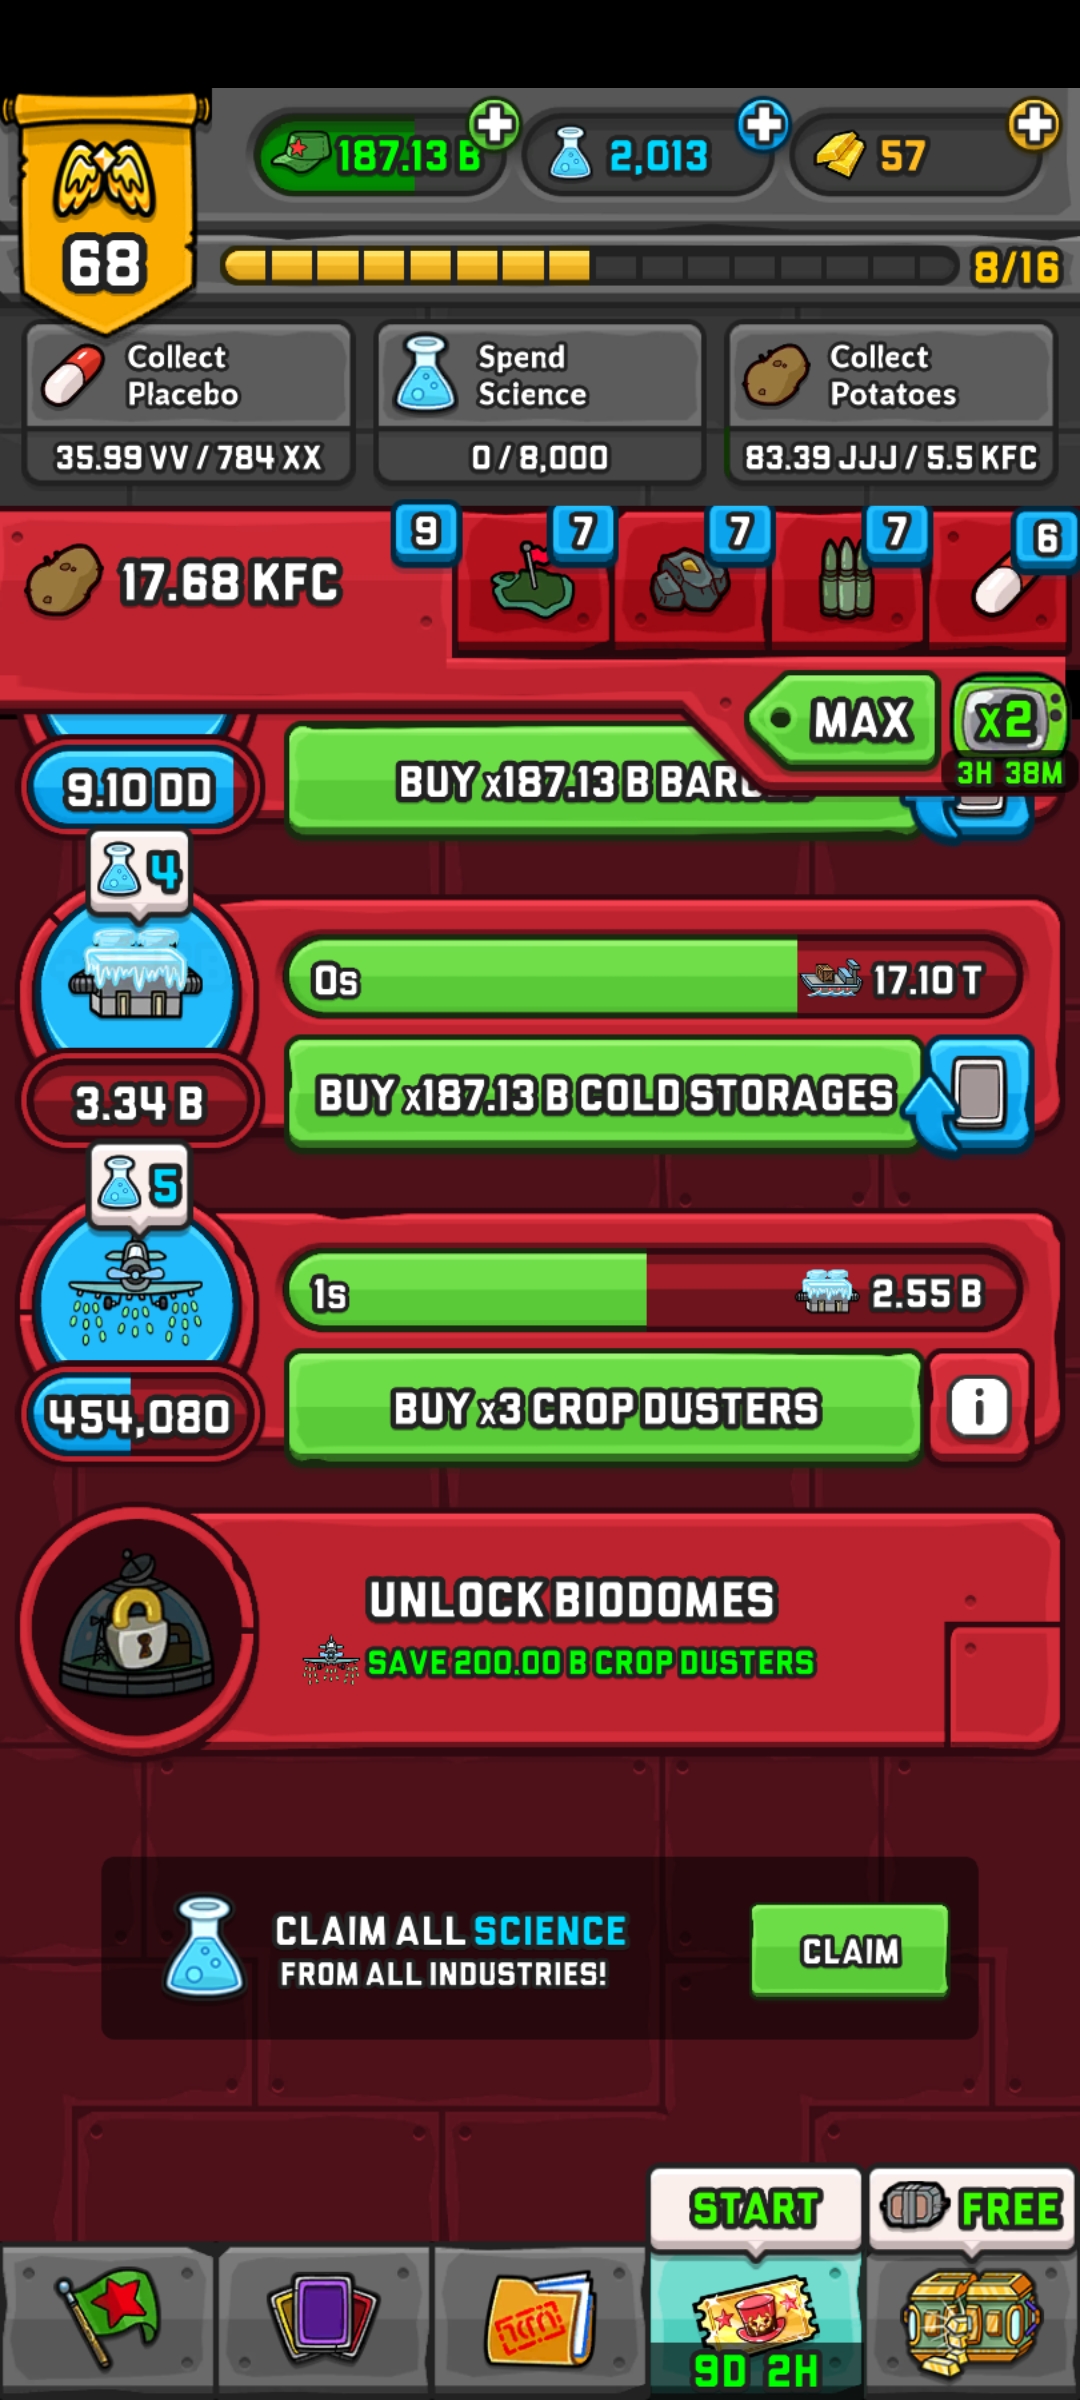 187.13 B
2,013
57
68
8/16
Collect
Placebo
35.99 VV / 784 XX
Spend
Science
0 / 8,000
Collect
Potatoes
83.39 JJJ / 5.5 KFC
17.68 KFC
9
7
7
7
6
MAX
x2
3H 38M
9.10 DD
BUY x187.13 B
4
0s
17.10 T
3.34 B
BUY x187.13 B COLD STORAGES
5
1s
2.55 B
454,080
BUY x3 CROP DUSTERS
i
UNLOCK BIODOMES
SAVE 200.00 B CROP DUSTERS
CLAIM ALL SCIENCE
FROM ALL INDUSTRIES!
CLAIM
START
FREE
9D 2H